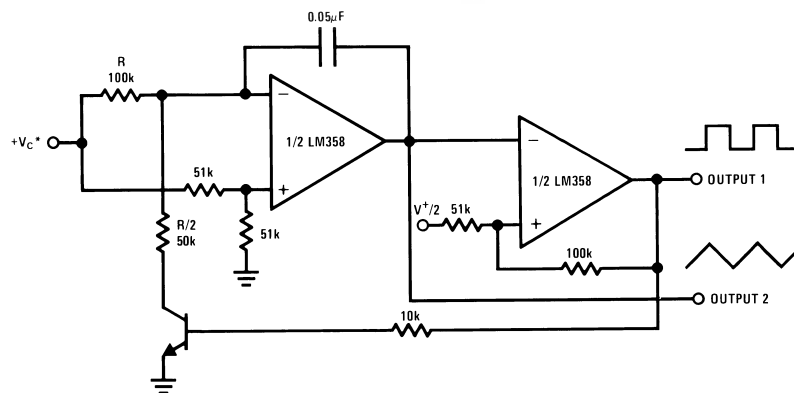 0.05µF
R
100k
+VC*
−
+
1/2 LM358
51k
51k
R/2
50k
−
+
1/2 LM358
V+/2
51k
100k
OUTPUT 1
OUTPUT 2
10k